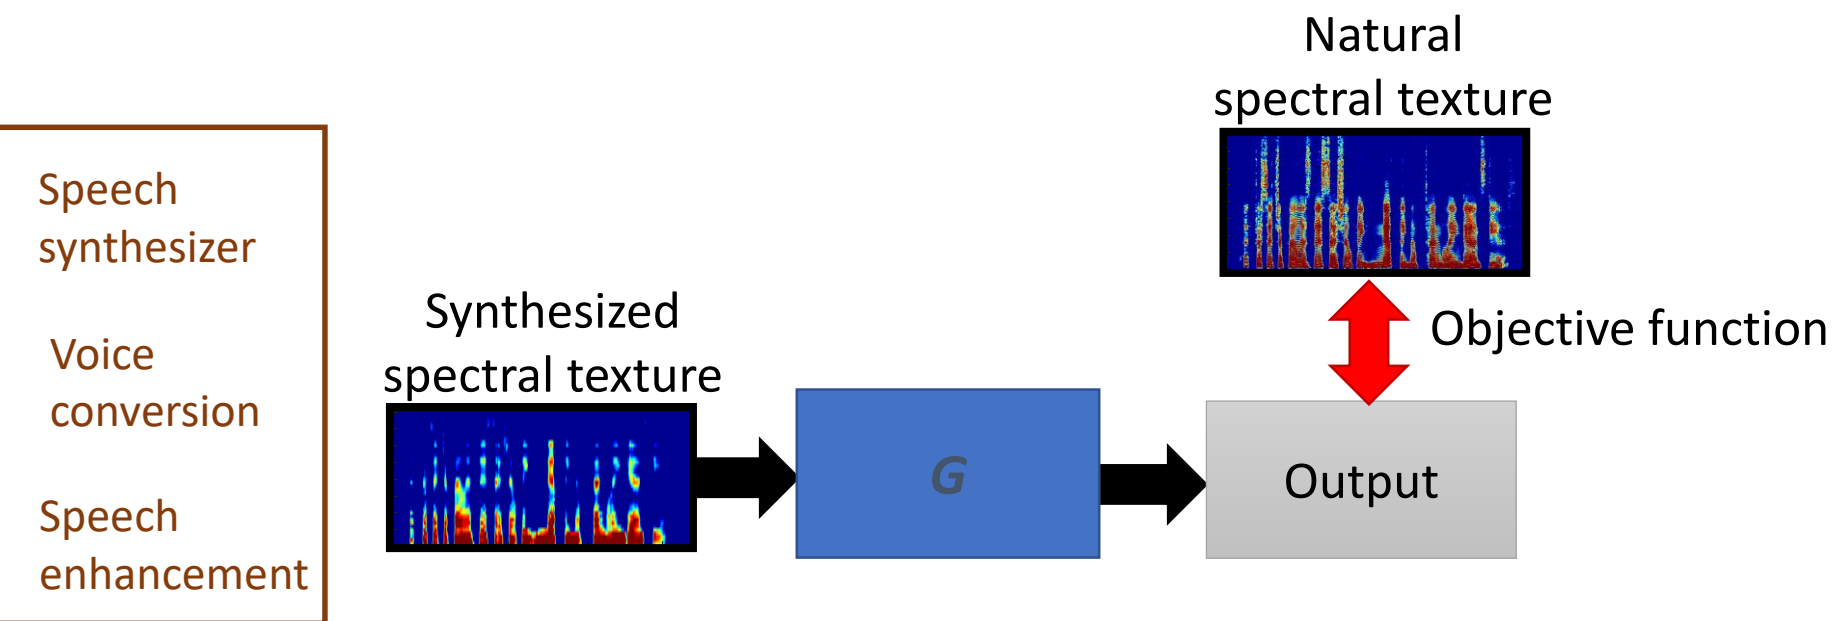 Natural
spectral texture
Speech
synthesizer
Synthesized
spectral texture
Objective function
Voice
conversion
G
Output
Speech
enhancement